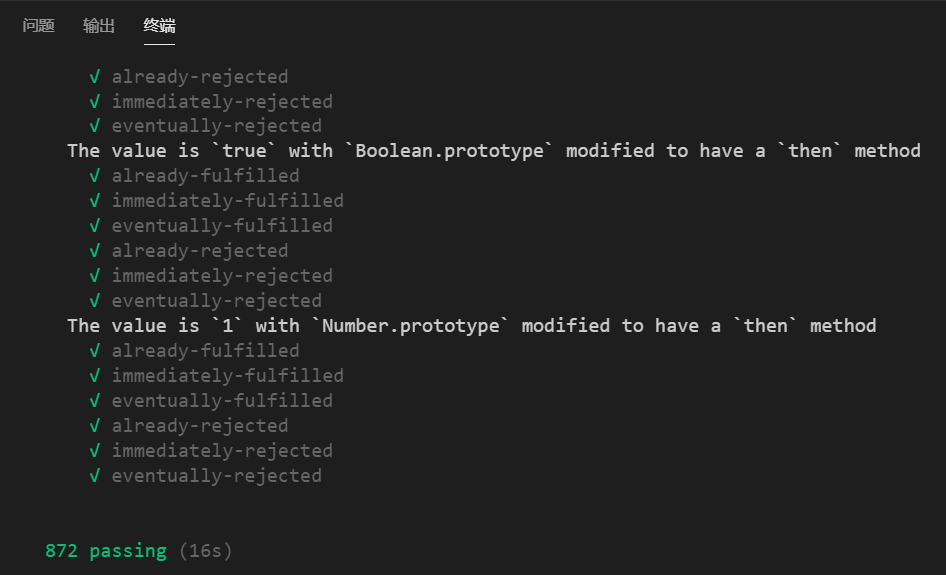 问题 输出 终端
√ already-rejected
√ immediately-rejected
√ eventually-rejected
The value is `true` with `Boolean.prototype` modified to have a `then` method
√ already-fulfilled
√ immediately-fulfilled
√ eventually-fulfilled
√ already-rejected
√ immediately-rejected
√ eventually-rejected
The value is `1` with `Number.prototype` modified to have a `then` method
√ already-fulfilled
√ immediately-fulfilled
√ eventually-fulfilled
√ already-rejected
√ immediately-rejected
√ eventually-rejected
872 passing (16s)